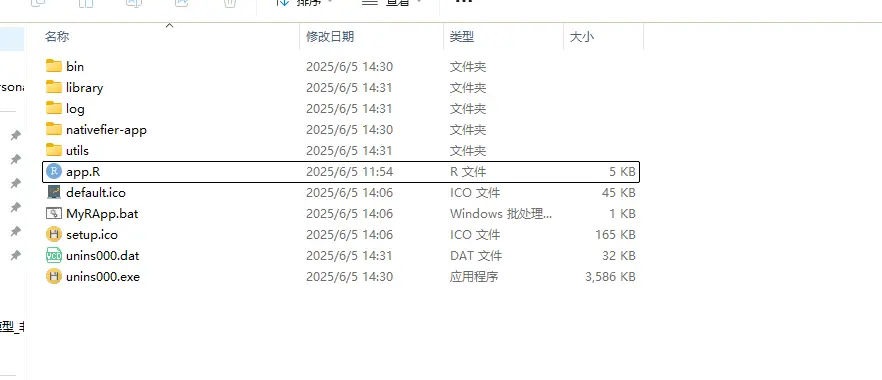 排序 查看
名称 修改日期 类型 大小
bin 2025/6/5 14:30 文件夹
library 2025/6/5 14:31 文件夹
log 2025/6/5 14:31 文件夹
nativefier-app 2025/6/5 14:30 文件夹
utils 2025/6/5 14:31 文件夹
app.R 2025/6/5 11:54 R 文件 5 KB
default.ico 2025/6/5 14:06 ICO 文件 45 KB
MyRApp.bat 2025/6/5 14:06 Windows 批处理... 1 KB
setup.ico 2025/6/5 14:06 ICO 文件 165 KB
unins000.dat 2025/6/5 14:31 DAT 文件 32 KB
unins000.exe 2025/6/5 14:30 应用程序 3,586 KB